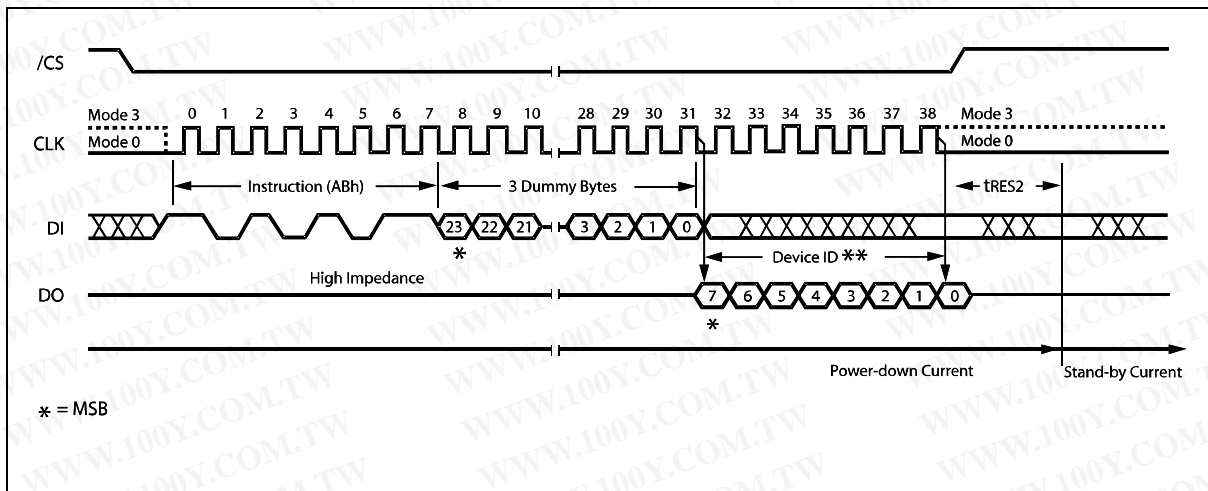 /CS
Mode 3 0 1 2 3 4 5 6 7 8 9 10 28 29 30 31 32 33 34 35 36 37 38 Mode 3
CLK Mode 0 Mode 0
Instruction (ABh) 3 Dummy Bytes tRES2
DI 23 22 21 3 2 1 0
* Device ID **
High Impedance
DO 7 6 5 4 3 2 1 0
*
Power-down Current Stand-by Current
* = MSB
WWW.100Y.COM.TW